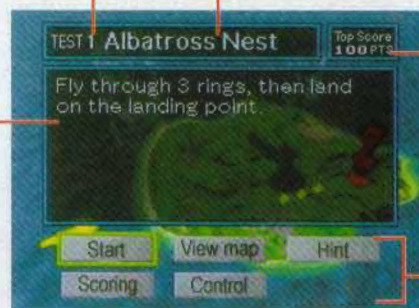 TEST 1 Albatross Nest
Top Score
100 PTS
Fly through 3 rings, then land
on the landing point.
Start View map Hint
Scoring Control